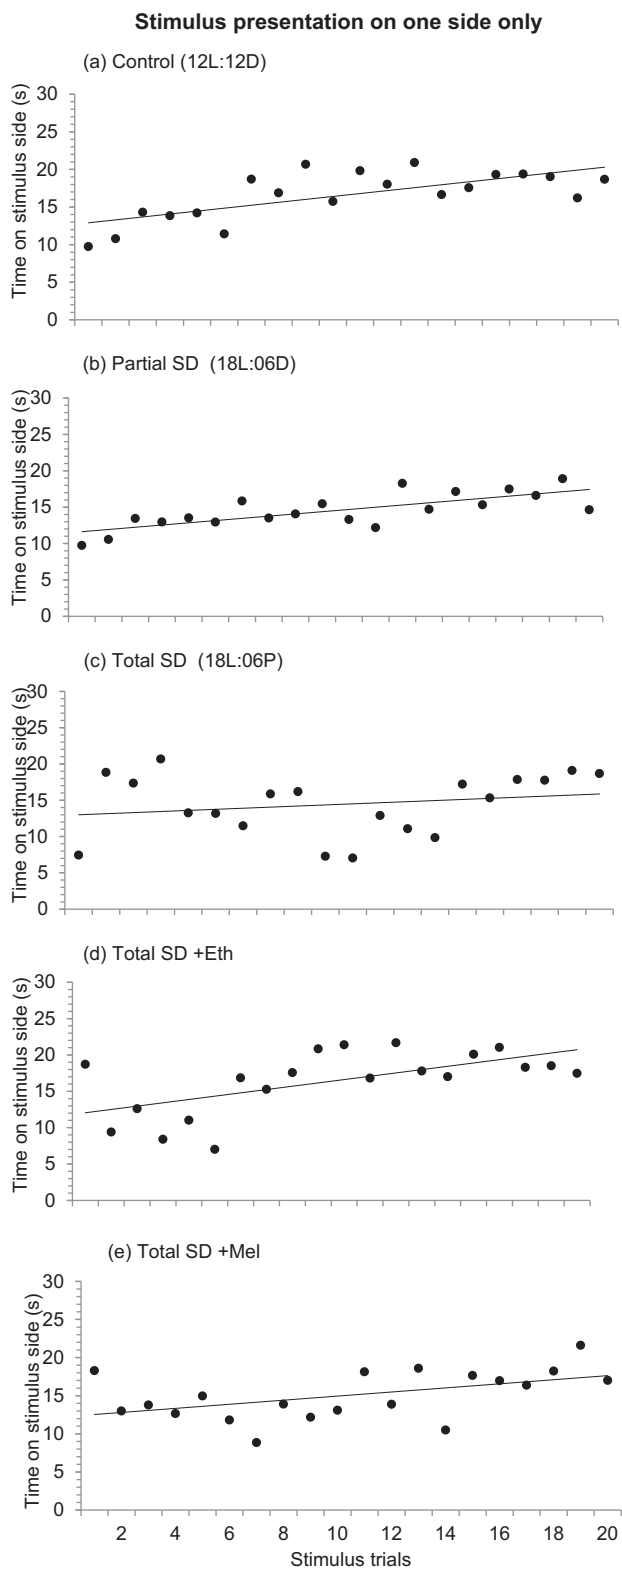 Stimulus presentation on one side only
(a) Control (12L:12D)
Time on stimulus side (s)
30
25
20
15
10
5
0
(b) Partial SD (18L:06D)
Time on stimulus side (s)
30
25
20
15
10
5
0
(c) Total SD (18L:06P)
Time on stimulus side (s)
30
25
20
15
10
5
0
(d) Total SD +Eth
Time on stimulus side (s)
30
25
20
15
10
5
0
(e) Total SD +Mel
Time on stimulus side (s)
30
25
20
15
10
5
0
2 4 6 8 10 12 14 16 18 20
Stimulus trials